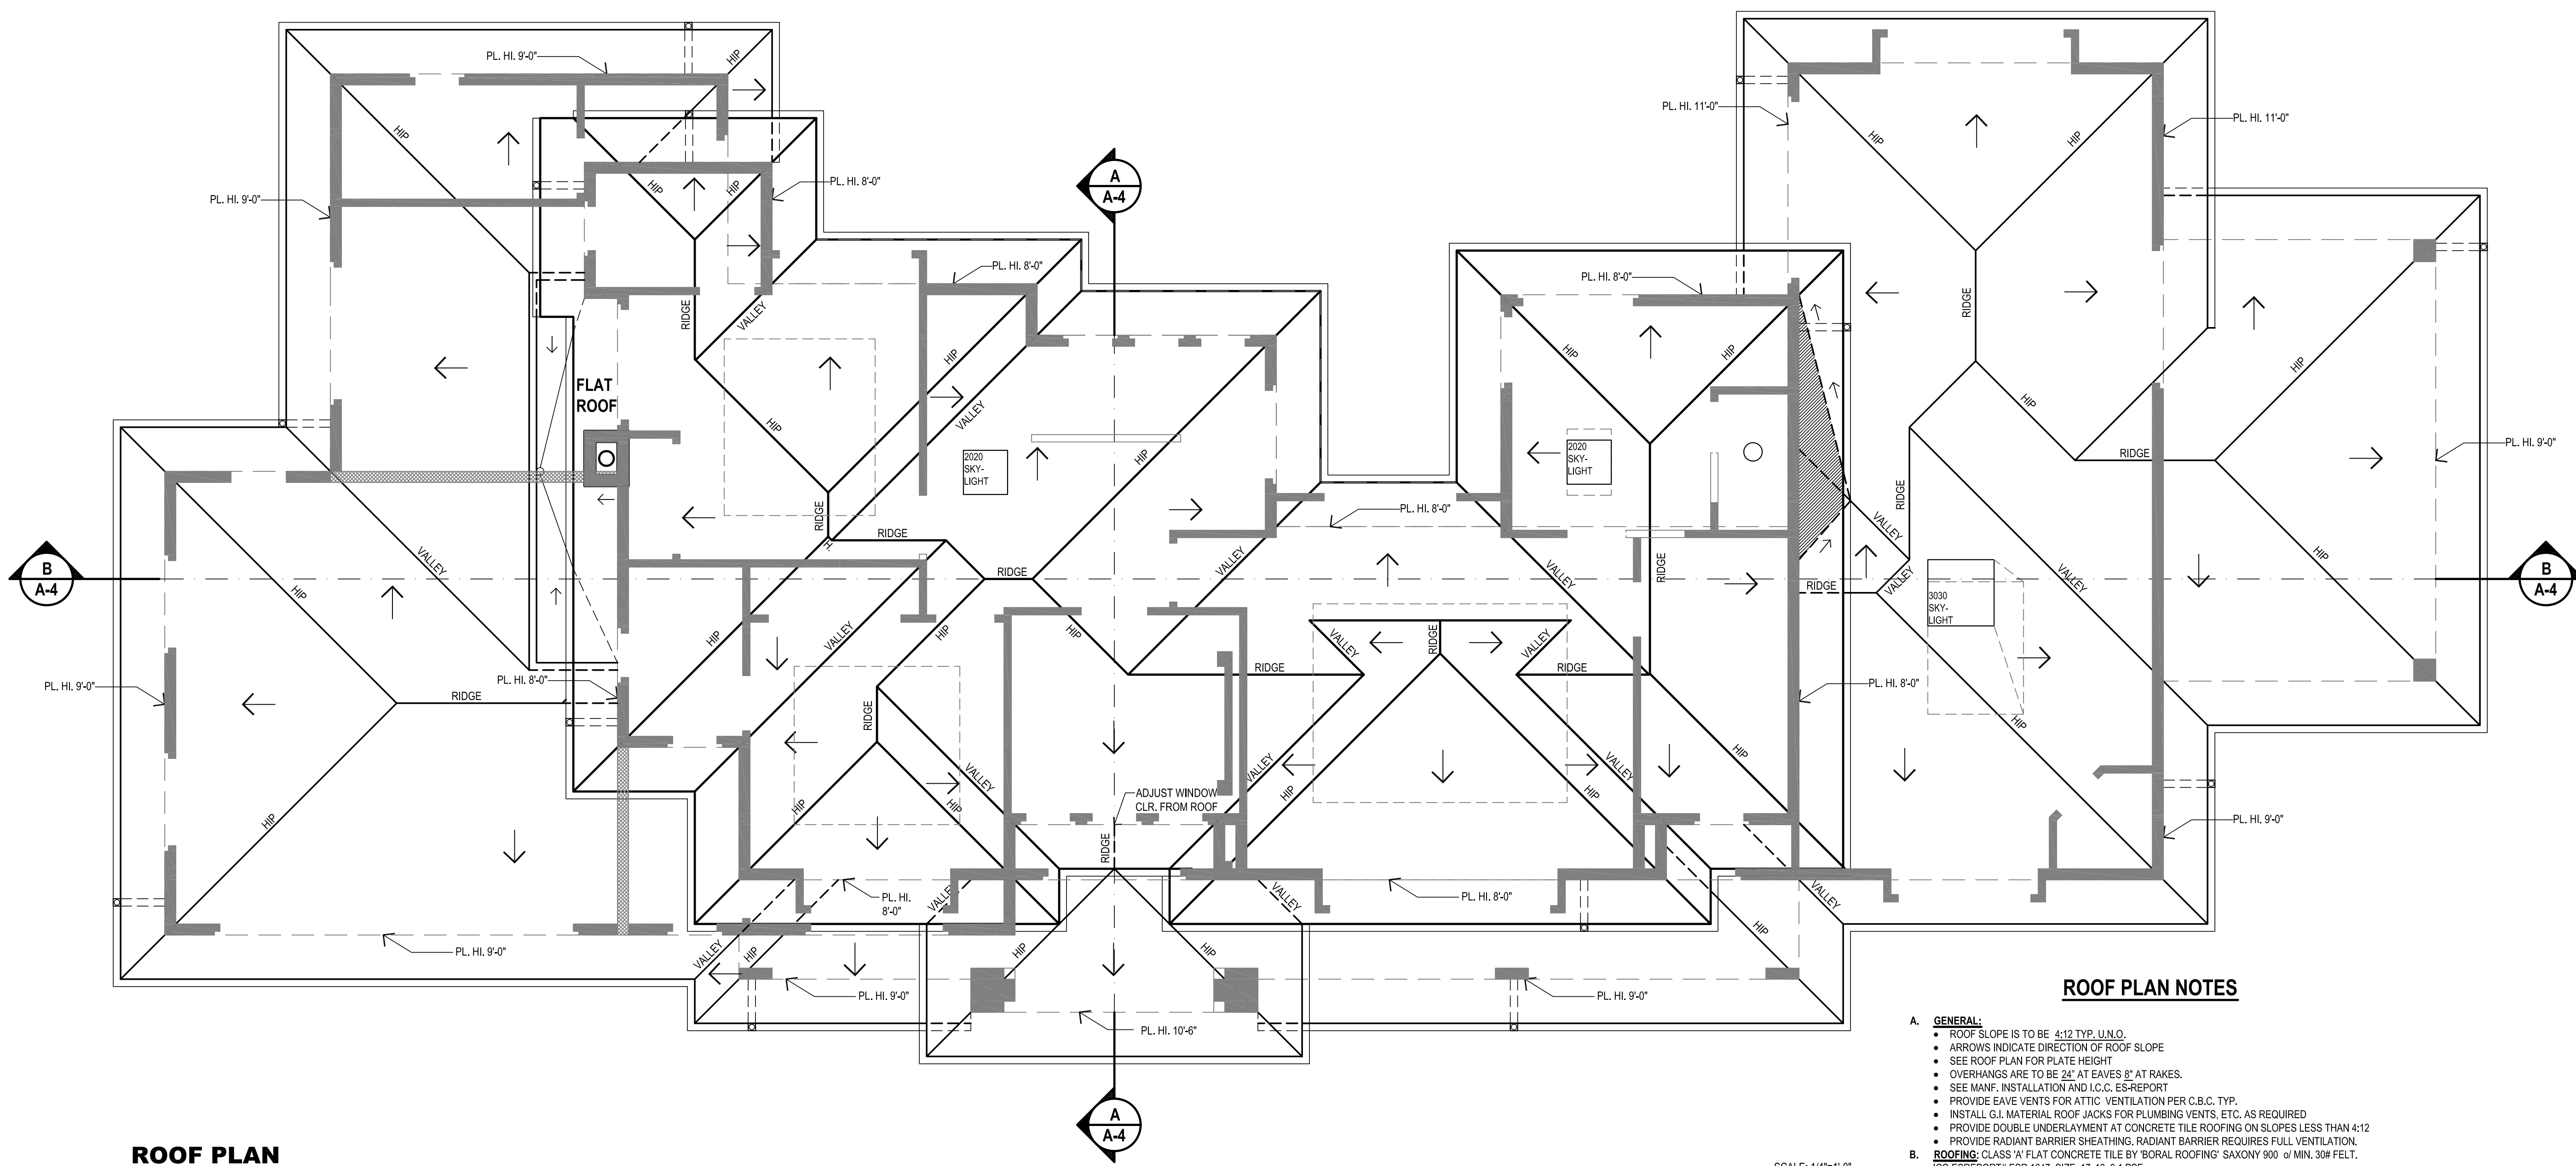 PL. HI. 9'-0"
HIP
HIP
PL. HI. 9'-0"
FLAT
ROOF
HIP
HIP
PL. HI. 8'-0"
RIDGE
VALLEY
A
A-4
PL. HI. 8'-0"
HIP
VALLEY
2020
SKY-
LIGHT
HIP
HIP
RIDGE
H.
RIDGE
RIDGE
PL. HI. 8'-0"
HIP
HIP
2020
SKY-
LIGHT
PL. HI. 8'-0"
PL. HI. 11'-0"
PL. HI. 11'-0"
HIP
HIP
RIDGE
HIP
RIDGE
HIP
PL. HI. 9'-0"
RIDGE
VALLEY
VALLEY
RIDGE
3030
SKY-
LIGHT
VALLEY
HIP
HIP
B
A-4
B
A-4
VALLEY
HIP
RIDGE
HIP
PL. HI. 9'-0"
PL. HI. 8'-0"
HIP
VALLEY
HIP
HIP
RIDGE
HIP
HIP
VALLEY
VALLEY
RIDGE
VALLEY
RIDGE
VALLEY
RIDGE
VALLEY
RIDGE
HIP
PL. HI. 8'-0"
VALLEY
HIP
HIP
VALLEY
ADJUST WINDOW
CLR. FROM ROOF
RIDGE
PL. HI. 9'-0"
PL. HI.
8'-0"
VALLEY
VALLEY
PL. HI. 8'-0"
VALLEY
VALLEY
HIP
HIP
HIP
HIP
PL. HI. 9'-0"
PL. HI. 9'-0"
PL. HI. 9'-0"
PL. HI. 10'-6"
A
A-4
ROOF PLAN
ROOF PLAN NOTES
A. GENERAL:
• ROOF SLOPE IS TO BE 4:12 TYP. U.N.O.
• ARROWS INDICATE DIRECTION OF ROOF SLOPE
• SEE ROOF PLAN FOR PLATE HEIGHT
• OVERHANGS ARE TO BE 24" AT EAVES 8" AT RAKES.
• SEE MANF. INSTALLATION AND I.C.C. ES-REPORT
• PROVIDE EAVE VENTS FOR ATTIC VENTILATION PER C.B.C. TYP.
• INSTALL G.I. MATERIAL ROOF JACKS FOR PLUMBING VENTS, ETC. AS REQUIRED
• PROVIDE DOUBLE UNDERLAYMENT AT CONCRETE TILE ROOFING ON SLOPES LESS THAN 4:12
• PROVIDE RADIANT BARRIER SHEATHING. RADIANT BARRIER REQUIRES FULL VENTILATION.
B. ROOFING: CLASS 'A' FLAT CONCRETE TILE BY 'BORAL ROOFING' SAXONY 900 o/ MIN. 30# FELT.